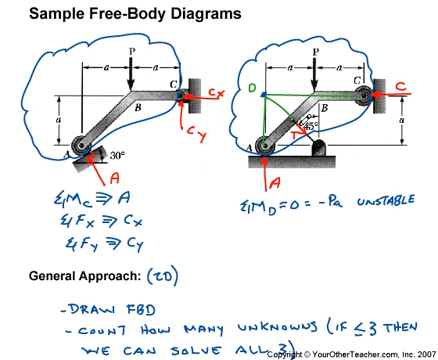 Sample Free-Body Diagrams
P
a a
C
Cx
a
B
Cy
A
30°
A
ΣMc ⇒ A
ΣFx ⇒ Cx
ΣFy ⇒ Cy
P
a a
D
C
C
B
a
45°
T
A
A
ΣMD = 0 = -Pa UNSTABLE
General Approach: (2D)
- DRAW FBD
- COUNT HOW MANY UNKNOWNS (IF ≤ 3 THEN
WE CAN SOLVE ALL 3)
Copyright © YourOtherTeacher.com, Inc. 2007